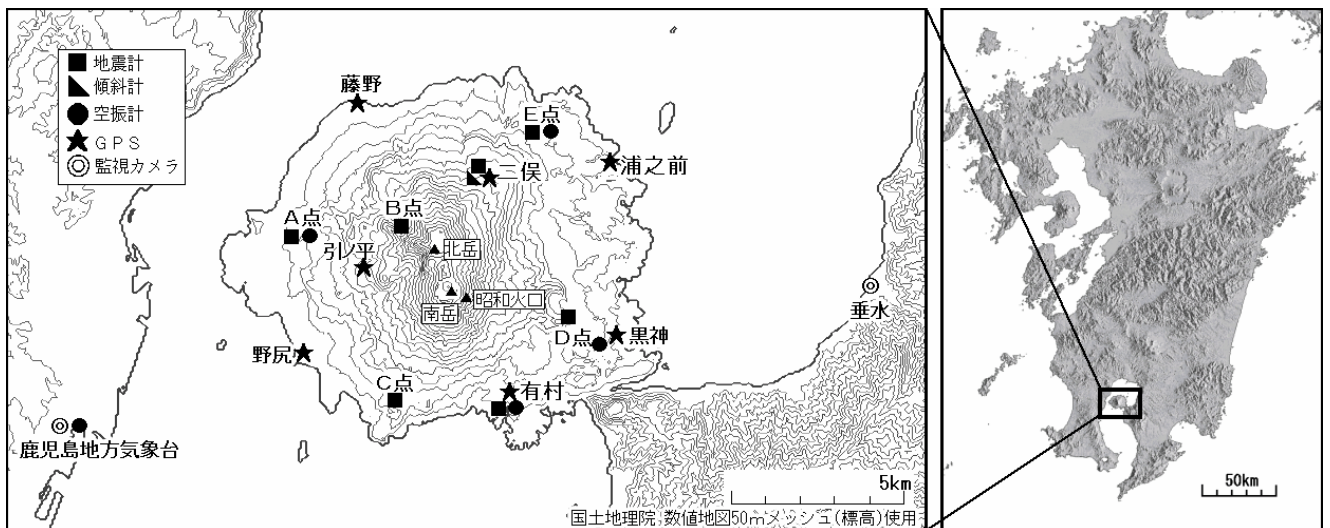 地震計
傾斜計
空振計
GPS
監視カメラ
藤野
E点
浦之前
二俣
A点
B点
引ノ平
北岳
昭和火口
南岳
垂水
D点
黒神
野尻
C点
有村
鹿児島地方気象台
5km
国土地理院，数値地図50mメッシュ(標高)使用
50km